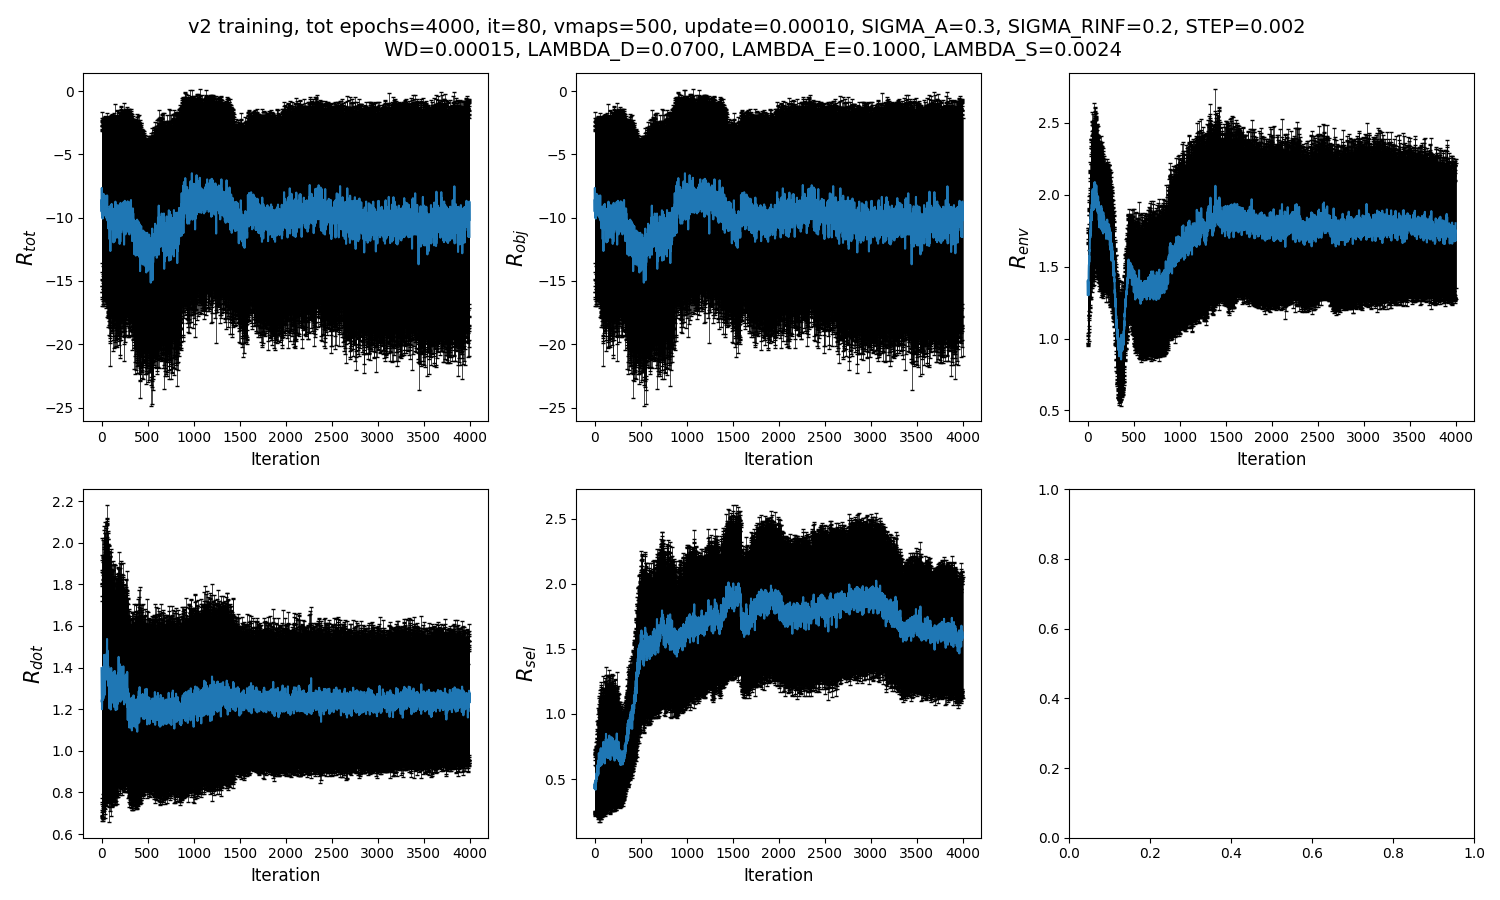 v2 training, tot epochs=4000, it=80, vmaps=500, update=0.00010, SIGMA_A=0.3, SIGMA_RINF=0.2, STEP=0.002
WD=0.00015, LAMBDA_D=0.0700, LAMBDA_E=0.1000, LAMBDA_S=0.0024
R_tot
0
−5
−10
−15
−20
−25
0 500 1000 1500 2000 2500 3000 3500 4000
Iteration
R_obj
0
−5
−10
−15
−20
−25
0 500 1000 1500 2000 2500 3000 3500 4000
Iteration
R_env
2.5
2.0
1.5
1.0
0.5
0 500 1000 1500 2000 2500 3000 3500 4000
Iteration
R_dot
2.2
2.0
1.8
1.6
1.4
1.2
1.0
0.8
0.6
0 500 1000 1500 2000 2500 3000 3500 4000
Iteration
R_sel
2.5
2.0
1.5
1.0
0.5
0 500 1000 1500 2000 2500 3000 3500 4000
Iteration
1.0
0.8
0.6
0.4
0.2
0.0
0.0 0.2 0.4 0.6 0.8 1.0